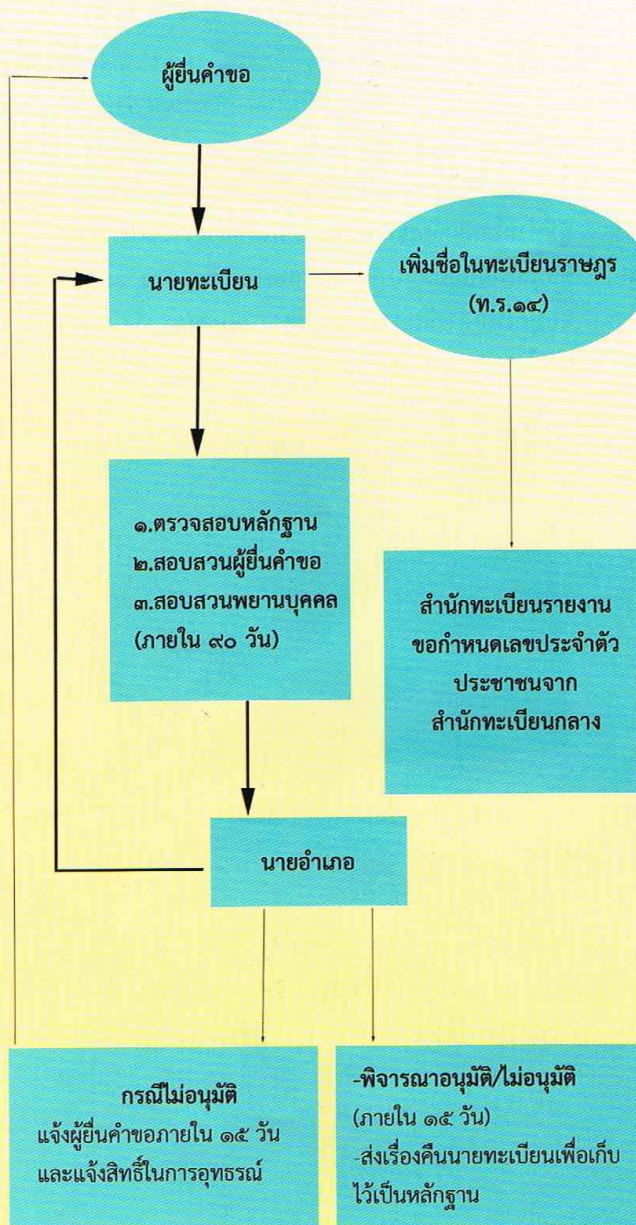 ผู้ยื่นคำขอ
นายทะเบียน
เพิ่มชื่อในทะเบียนราษฎร
(ท.ร.๑๔)
๑.ตรวจสอบหลักฐาน
๒.สอบสวนผู้ยื่นคำขอ
๓.สอบสวนพยานบุคคล
(ภายใน ๙๐ วัน)
สำนักทะเบียนรายงาน
ขอกำหนดเลขประจำตัว
ประชาชนจาก
สำนักทะเบียนกลาง
นายอำเภอ
กรณีไม่อนุมัติ
แจ้งผู้ยื่นคำขอภายใน ๑๕ วัน
และแจ้งสิทธิ์ในการอุทธรณ์
-พิจารณาอนุมัติ/ไม่อนุมัติ
(ภายใน ๑๕ วัน)
-ส่งเรื่องคืนนายทะเบียนเพื่อเก็บ
ไว้เป็นหลักฐาน